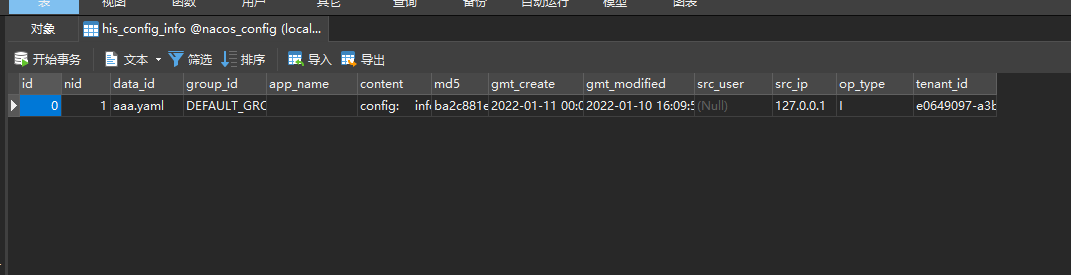 表 视图 函数 用户 其它 查询 备份 自动运行 模型 图表
对象 his_config_info @nacos_config (local...
开始事务 文本 筛选 排序 导入 导出
id nid data_id group_id app_name content md5 gmt_create gmt_modified src_user src_ip op_type tenant_id
0 1 aaa.yaml DEFAULT_GRO config: info ba2c881e 2022-01-11 00:0 2022-01-10 16:09:5 (Null) 127.0.0.1 I e0649097-a3b